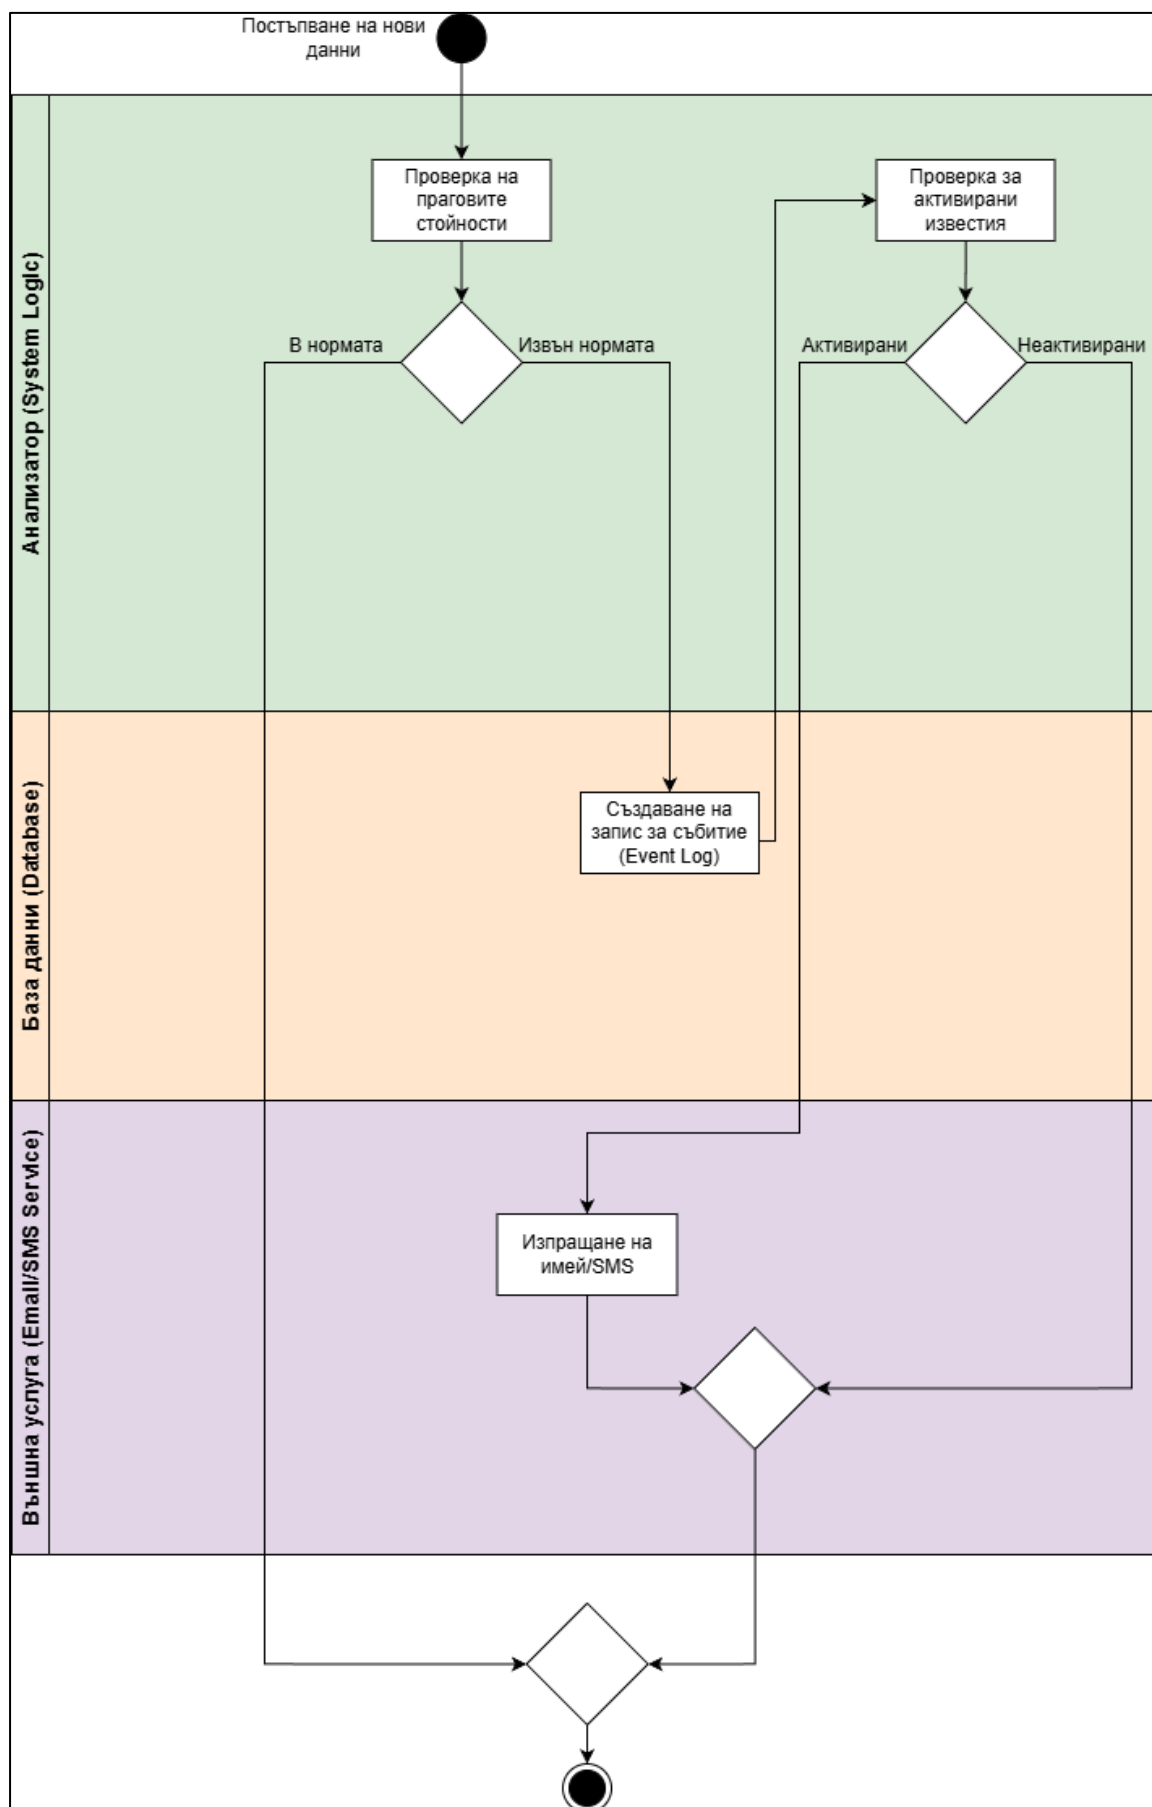 Постъпване на нови
данни
Анализатор (System Logic)
Проверка на
праговите
стойности
Проверка за
активирани
известия
В нормата
Извън нормата
Активирани
Неактивирани
База данни (Database)
Създаване на
запис за събитие
(Event Log)
Външна услуга (Email/SMS Service)
Изпращане на
имей/SMS